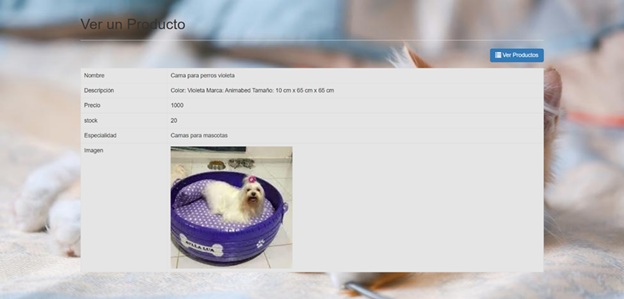 Ver un Producto
Ver Productos
Nombre Cama para perros violeta
Descripción Color: Violeta Marca: Animabed Tamaño: 10 cm x 65 cm x 65 cm
Precio 1000
stock 20
Especialidad Camas para mascotas
Imagen